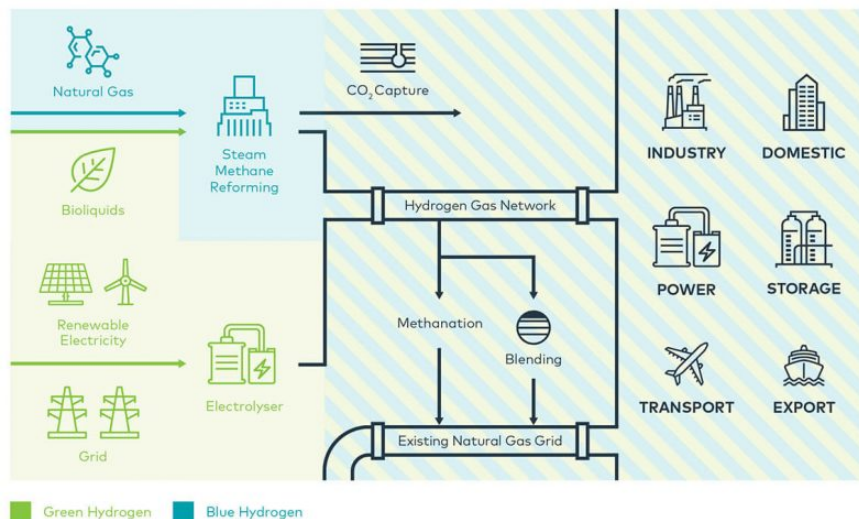 Natural Gas
Steam
Methane
Reforming
CO₂ Capture
Bioliquids
Renewable
Electricity
Grid
Electrolyser
Hydrogen Gas Network
Methanation
Blending
Existing Natural Gas Grid
INDUSTRY
DOMESTIC
POWER
STORAGE
TRANSPORT
EXPORT
Green Hydrogen
Blue Hydrogen